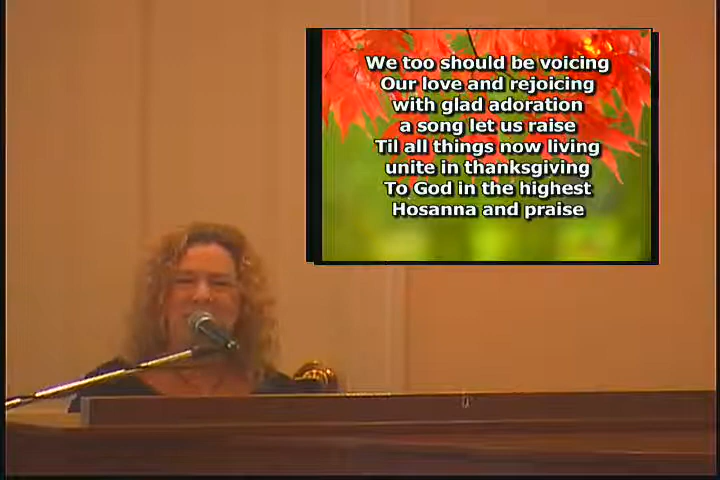 We too should be voicing
Our love and rejoicing
with glad adoration
a song let us raise
Til all things now living
unite in thanksgiving
To God in the highest
Hosanna and praise